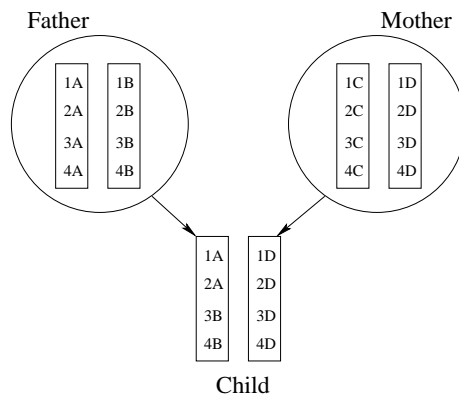 Father Mother
1A 1B 1C 1D
2A 2B 2C 2D
3A 3B 3C 3D
4A 4B 4C 4D
1A 1D
2A 2D
3B 3D
4B 4D
Child